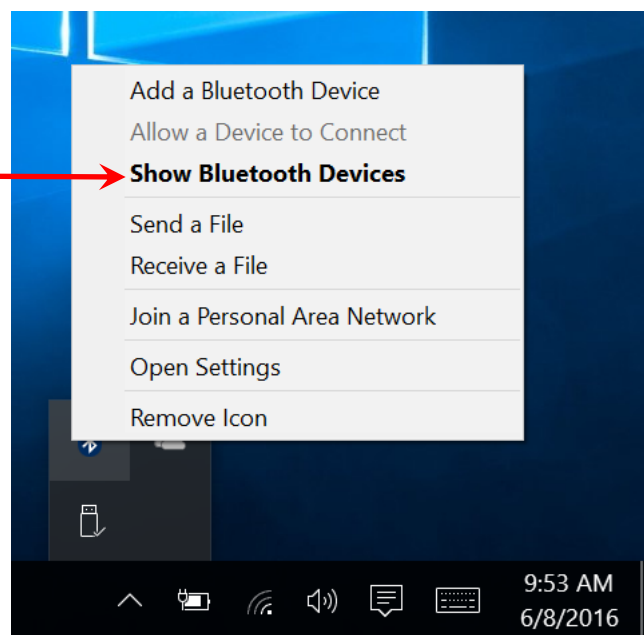 Add a Bluetooth Device
Allow a Device to Connect
Show Bluetooth Devices
Send a File
Receive a File
Join a Personal Area Network
Open Settings
Remove Icon
9:53 AM
6/8/2016